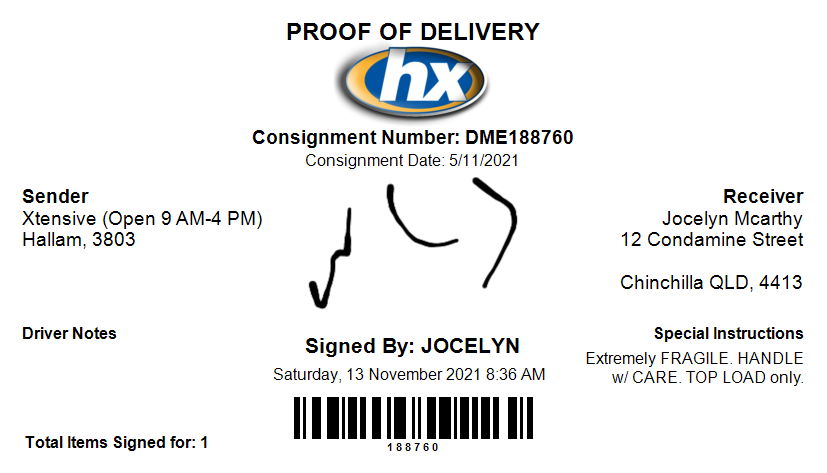 PROOF OF DELIVERY
hx
Consignment Number: DME188760
Consignment Date: 5/11/2021
Sender
Xtensive (Open 9 AM-4 PM)
Hallam, 3803
Receiver
Jocelyn Mcarthy
12 Condamine Street
Chinchilla QLD, 4413
Driver Notes
Signed By: JOCELYN
Saturday, 13 November 2021 8:36 AM
Special Instructions
Extremely FRAGILE. HANDLE
w/ CARE. TOP LOAD only.
Total Items Signed for: 1
188760